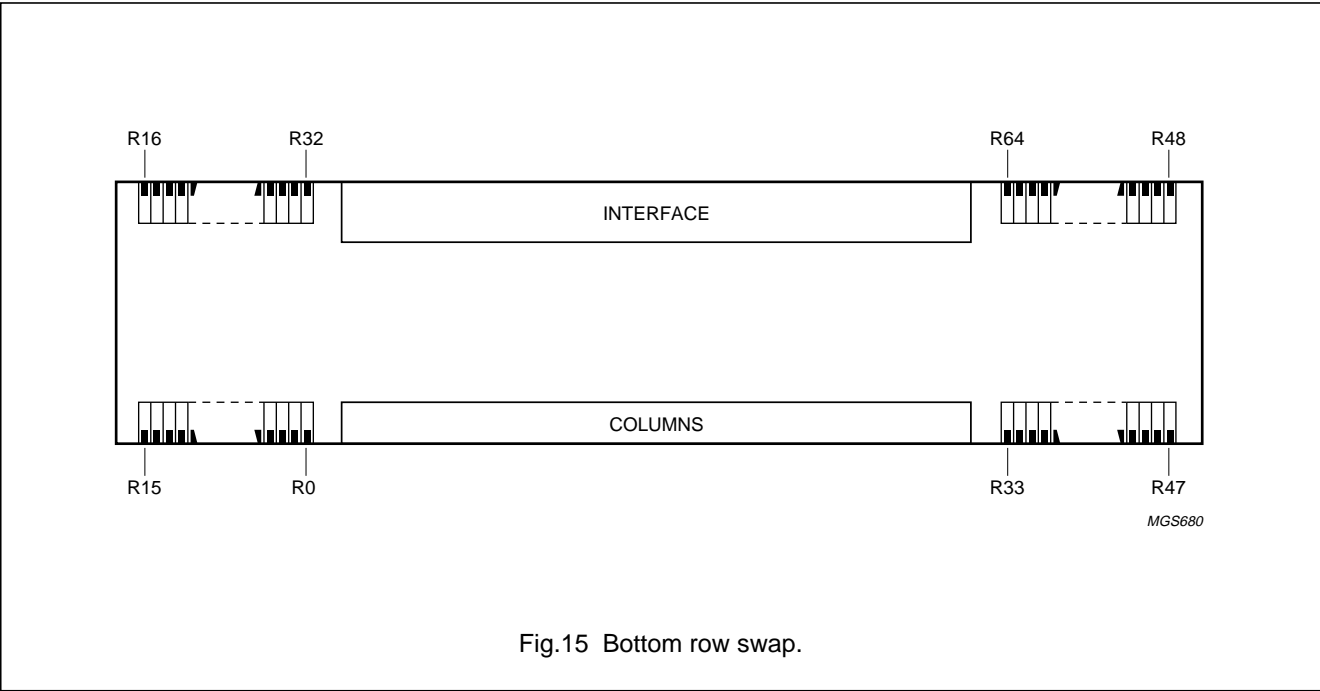 R16 R32 R64 R48
INTERFACE
COLUMNS
R15 R0 R33 R47
MGS680
Fig.15 Bottom row swap.